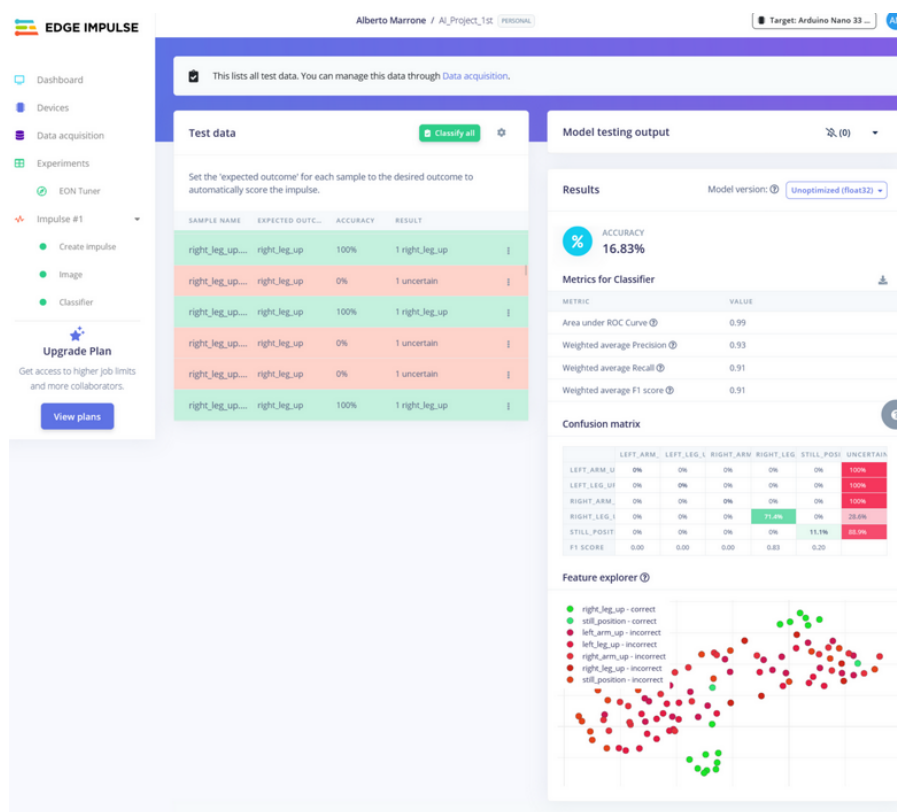 EDGE IMPULSE
Alberto Marrone / AI_Project_1st PERSONAL
Target: Arduino Nano 33 ...
Dashboard
Devices
Data acquisition
Experiments
EON Tuner
Impulse #1
Create impulse
Image
Classifier
Upgrade Plan
Get access to higher job limits
and more collaborators.
View plans
This lists all test data. You can manage this data through Data acquisition.
Test data
Classify all
Set the 'expected outcome' for each sample to the desired outcome to
automatically score the impulse.
SAMPLE NAME EXPECTED OUTC... ACCURACY RESULT
right_leg_up.... right_leg_up 100% 1 right_leg_up
right_leg_up.... right_leg_up 0% 1 uncertain
right_leg_up.... right_leg_up 100% 1 right_leg_up
right_leg_up.... right_leg_up 0% 1 uncertain
right_leg_up.... right_leg_up 0% 1 uncertain
right_leg_up.... right_leg_up 100% 1 right_leg_up
Model testing output
(0)
Results
Model version: Unoptimized (float32)
% ACCURACY
16.83%
Metrics for Classifier
METRIC VALUE
Area under ROC Curve 0.99
Weighted average Precision 0.93
Weighted average Recall 0.91
Weighted average F1 score 0.91
Confusion matrix
LEFT_ARM_ LEFT_LEG_L RIGHT_ARM RIGHT_LEG STILL_POSI UNCERTAIN
LEFT_ARM_U 0% 0% 0% 0% 0% 100%
LEFT_LEG_UI 0% 0% 0% 0% 0% 100%
RIGHT_ARM_ 0% 0% 0% 0% 0% 100%
RIGHT_LEG_ 0% 0% 0% 71.4% 0% 28.6%
STILL_POSIT 0% 0% 0% 0% 11.1% 88.9%
F1 SCORE 0.00 0.00 0.00 0.83 0.20
Feature explorer
right_leg_up - correct
still_position - correct
left_arm_up - incorrect
left_leg_up - incorrect
right_arm_up - incorrect
right_leg_up - incorrect
still_position - incorrect